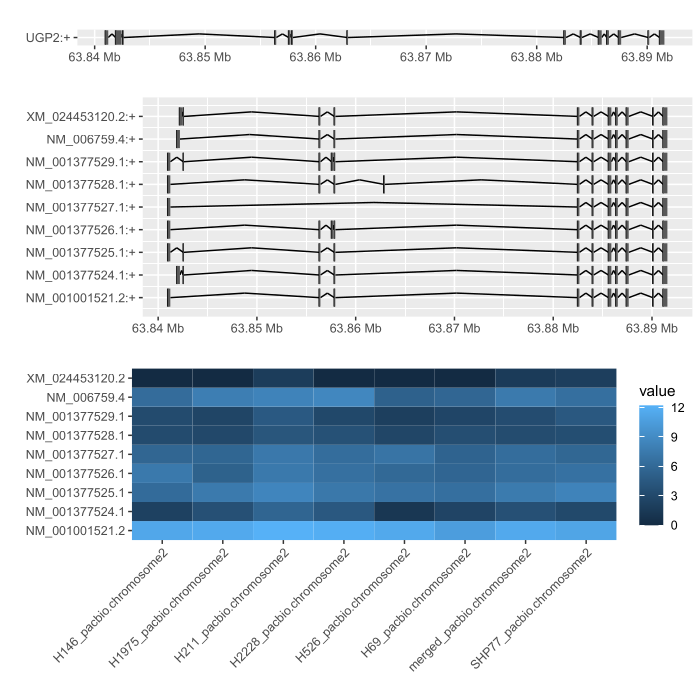 UGP2:+
63.84 Mb 63.85 Mb 63.86 Mb 63.87 Mb 63.88 Mb 63.89 Mb
XM_024453120.2:+
NM_006759.4:+
NM_001377529.1:+
NM_001377528.1:+
NM_001377527.1:+
NM_001377526.1:+
NM_001377525.1:+
NM_001377524.1:+
NM_001001521.2:+
63.84 Mb 63.85 Mb 63.86 Mb 63.87 Mb 63.88 Mb 63.89 Mb
XM_024453120.2
NM_006759.4
NM_001377529.1
NM_001377528.1
NM_001377527.1
NM_001377526.1
NM_001377525.1
NM_001377524.1
NM_001001521.2
H146_pacbio.chromosome2
H1975_pacbio.chromosome2
H211_pacbio.chromosome2
H2228_pacbio.chromosome2
H526_pacbio.chromosome2
H69_pacbio.chromosome2
merged_pacbio.chromosome2
SHP77_pacbio.chromosome2
value
12
9
6
3
0